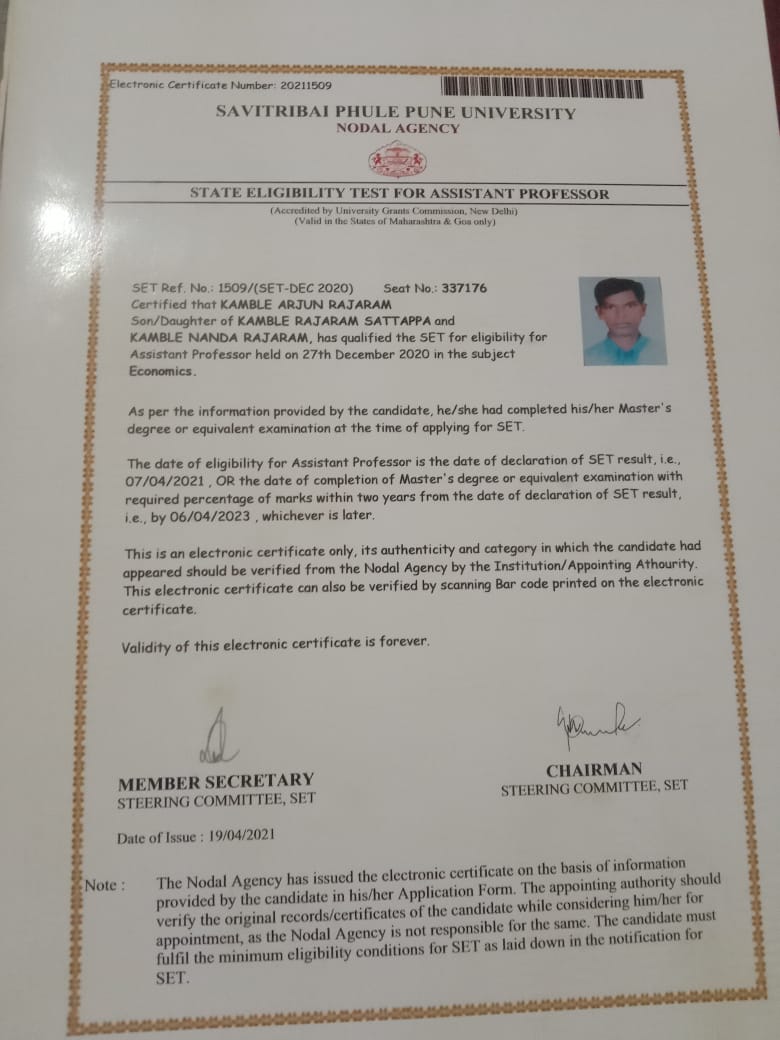 Electronic Certificate Number: 20211509
SAVITRIBAI PHULE PUNE UNIVERSITY
NODAL AGENCY
STATE ELIGIBILITY TEST FOR ASSISTANT PROFESSOR
(Accredited by University Grants Commission, New Delhi)
(Valid in the States of Maharashtra & Goa only)
SET Ref. No.: 1509/(SET-DEC 2020) Seat No.: 337176
Certified that KAMBLE ARJUN RAJARAM
Son/Daughter of KAMBLE RAJARAM SATTAPPA and
KAMBLE NANDA RAJARAM, has qualified the SET for eligibility for
Assistant Professor held on 27th December 2020 in the subject
Economics.
As per the information provided by the candidate, he/she had completed his/her Master's
degree or equivalent examination at the time of applying for SET.
The date of eligibility for Assistant Professor is the date of declaration of SET result, i.e.,
07/04/2021 , OR the date of completion of Master's degree or equivalent examination with
required percentage of marks within two years from the date of declaration of SET result,
i.e., by 06/04/2023 , whichever is later.
This is an electronic certificate only, its authenticity and category in which the candidate had
appeared should be verified from the Nodal Agency by the Institution/Appointing Athourity.
This electronic certificate can also be verified by scanning Bar code printed on the electronic
certificate.
Validity of this electronic certificate is forever.
MEMBER SECRETARY
STEERING COMMITTEE, SET
CHAIRMAN
STEERING COMMITTEE, SET
Date of Issue : 19/04/2021
Note : The Nodal Agency has issued the electronic certificate on the basis of information
provided by the candidate in his/her Application Form. The appointing authority should
verify the original records/certificates of the candidate while considering him/her for
appointment, as the Nodal Agency is not responsible for the same. The candidate must
fulfil the minimum eligibility conditions for SET as laid down in the notification for
SET.